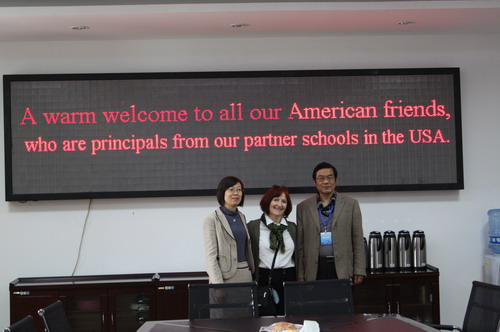 A warm welcome to all our American friends,
who are principals from our partner schools in the USA.